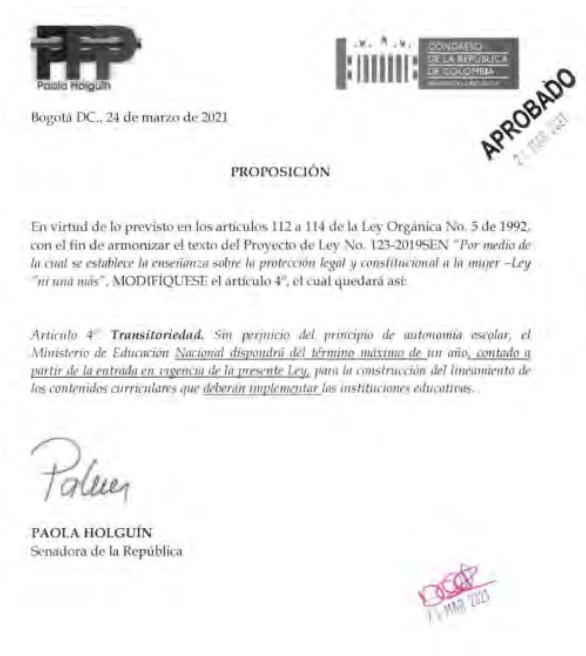 Paola Holguín
CONGRESO
DE LA REPÚBLICA
DE COLOMBIA
APROBADO
MAR 2021
Bogotá DC., 24 de marzo de 2021
PROPOSICIÓN
En virtud de lo previsto en los artículos 112 a 114 de la Ley Orgánica No. 5 de 1992,
con el fin de armonizar el texto del Proyecto de Ley No. 123-2019SEN "Por medio de
la cual se establece la enseñanza sobre la protección legal y constitucional a la mujer –Ley
"ni una más", MODIFÍQUESE el artículo 4º, el cual quedará así:
Artículo 4º Transitoriedad. Sin perjuicio del principio de autonomía escolar, el
Ministerio de Educación Nacional dispondrá del término máximo de un año, contado a
partir de la entrada en vigencia de la presente Ley, para la construcción del lineamiento de
los contenidos curriculares que deberán implementar las instituciones educativas.
PAOLA HOLGUÍN
Senadora de la República
MAR 2021